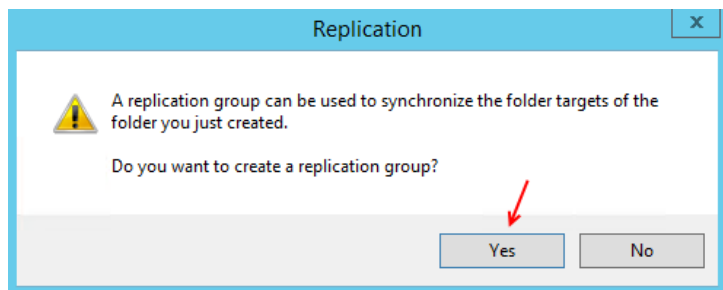 Replication
x
A replication group can be used to synchronize the folder targets of the
folder you just created.
Do you want to create a replication group?
Yes
No